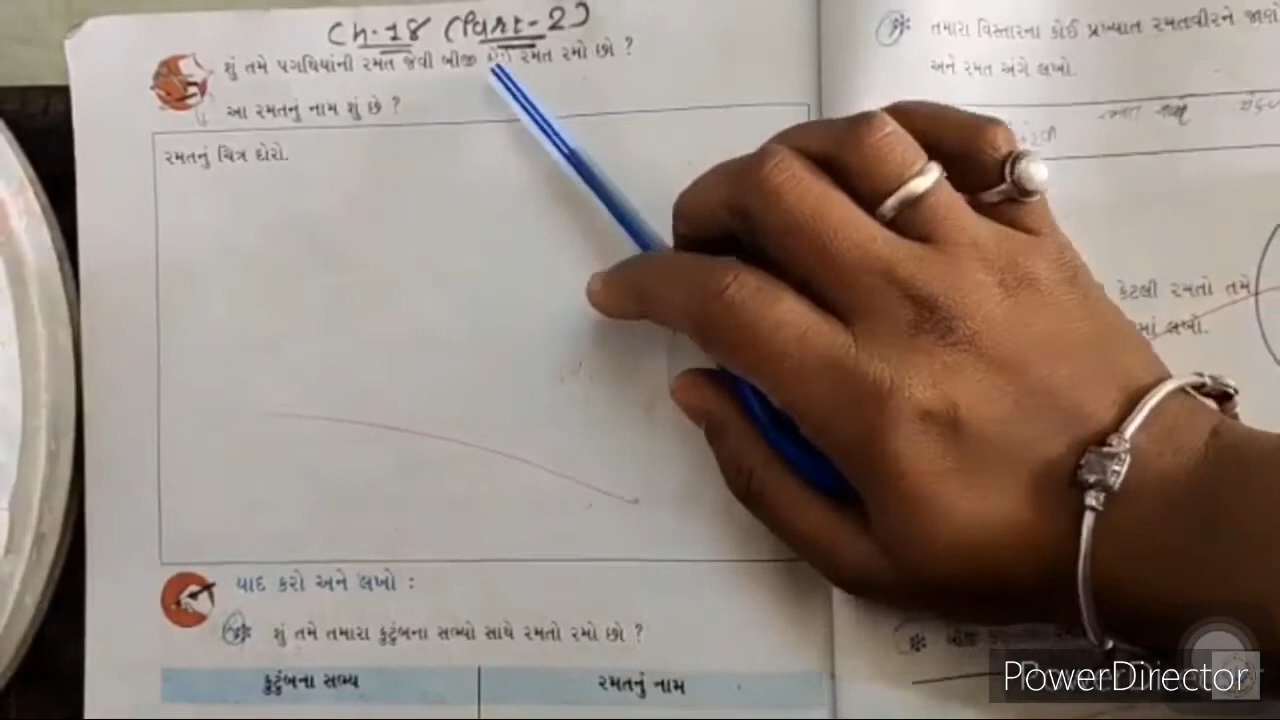 Ch-18 (Part-2)
શું તમે પગથિયાંની રમત જેવી બીજી કોઈ રમત રમો છો ?
આ રમતનું નામ શું છે ?
રમતનું ચિત્ર દોરો.
યાદ કરો અને લખો :
શું તમે તમારા કુટુંબના સભ્યો સાથે રમતો રમો છો ?
કુટુંબના સભ્ય
રમતનું નામ
તમારા વિસ્તારના કોઈ પ્રખ્યાત રમતવીરને જાણો
અને રમત અંગે લખો.
કેટલી રમતો તમે
માં લખો.
બીજી
PowerDirector